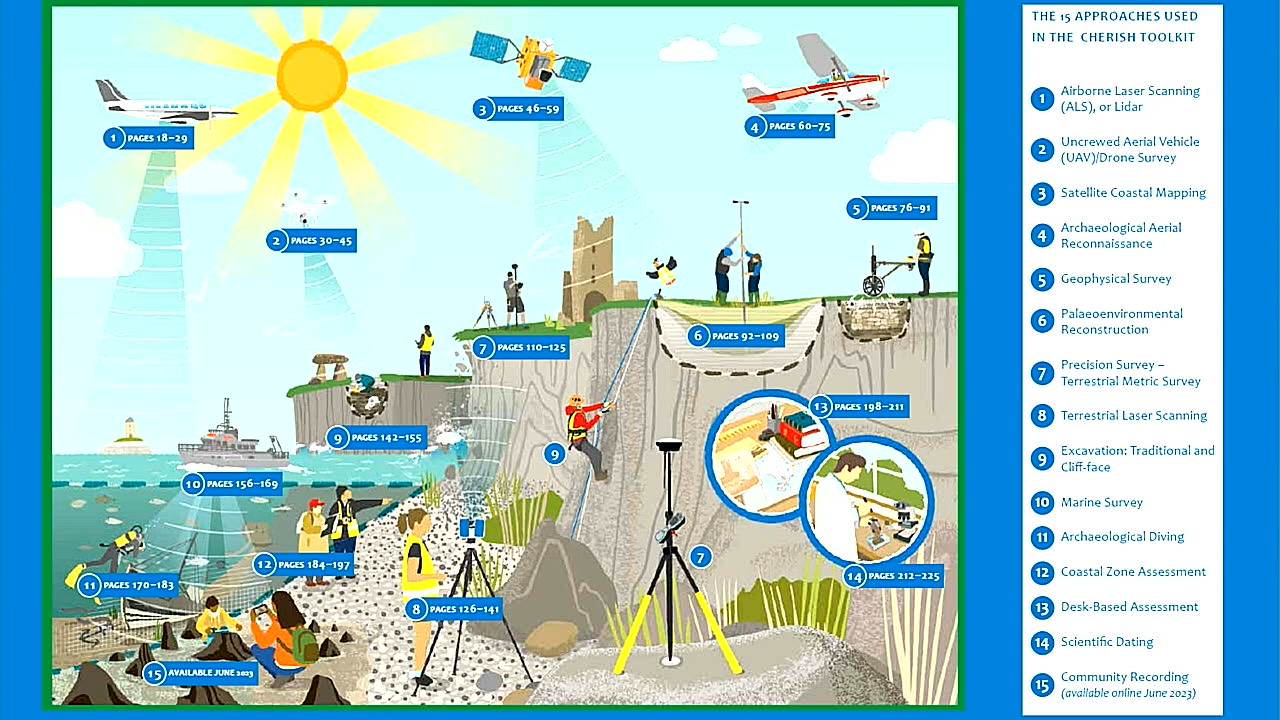 1 PAGES 18–29
3 PAGES 46–59
4 PAGES 60–75
2 PAGES 30–45
5 PAGES 76–91
7 PAGES 110–125
6 PAGES 92–109
9 PAGES 142–155
9
13 PAGES 198–211
10 PAGES 156–169
12 PAGES 184–197
7
11 PAGES 170–183
14 PAGES 212–225
8 PAGES 126–141
15 AVAILABLE JUNE 2023
THE 15 APPROACHES USED
IN THE CHERISH TOOLKIT
1 Airborne Laser Scanning
(ALS), or Lidar
2 Uncrewed Aerial Vehicle
(UAV)/Drone Survey
3 Satellite Coastal Mapping
4 Archaeological Aerial
Reconnaissance
5 Geophysical Survey
6 Palaeoenvironmental
Reconstruction
7 Precision Survey –
Terrestrial Metric Survey
8 Terrestrial Laser Scanning
9 Excavation: Traditional and
Cliff-face
10 Marine Survey
11 Archaeological Diving
12 Coastal Zone Assessment
13 Desk-Based Assessment
14 Scientific Dating
15 Community Recording
(available online June 2023)